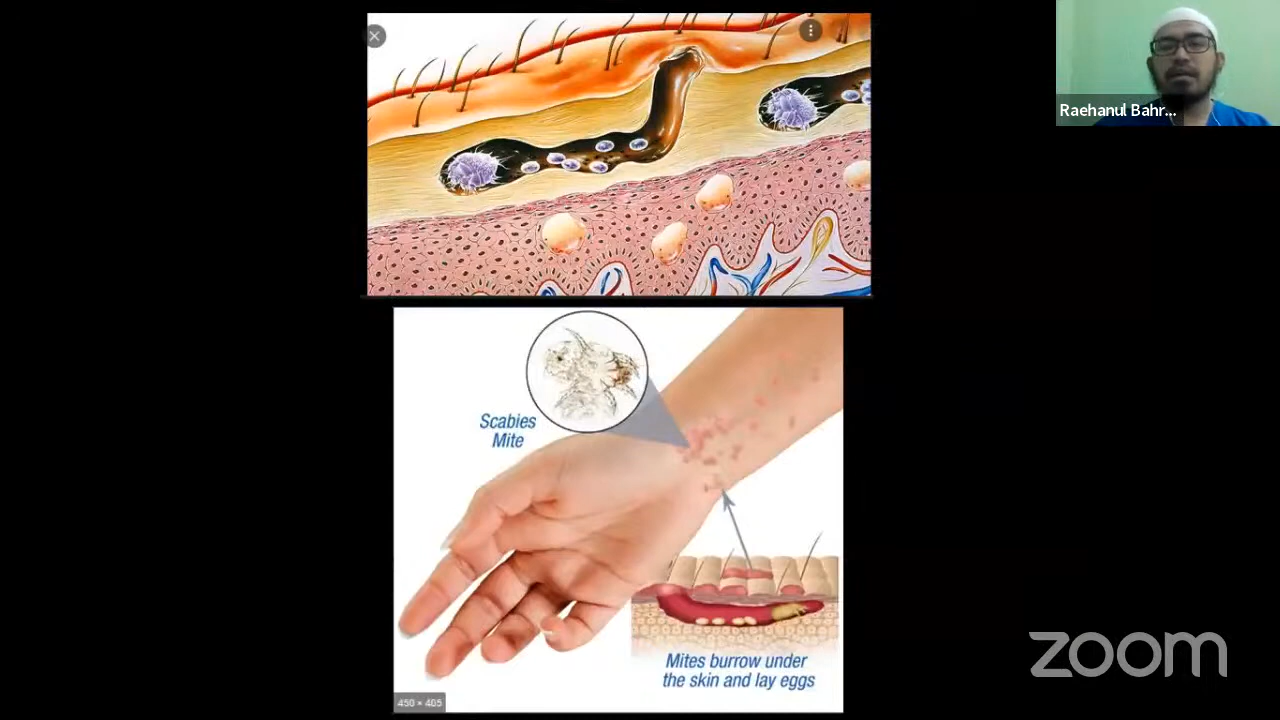 Raehanul Bahr...
Scabies
Mite
Mites burrow under
the skin and lay eggs
450 × 405
zoom